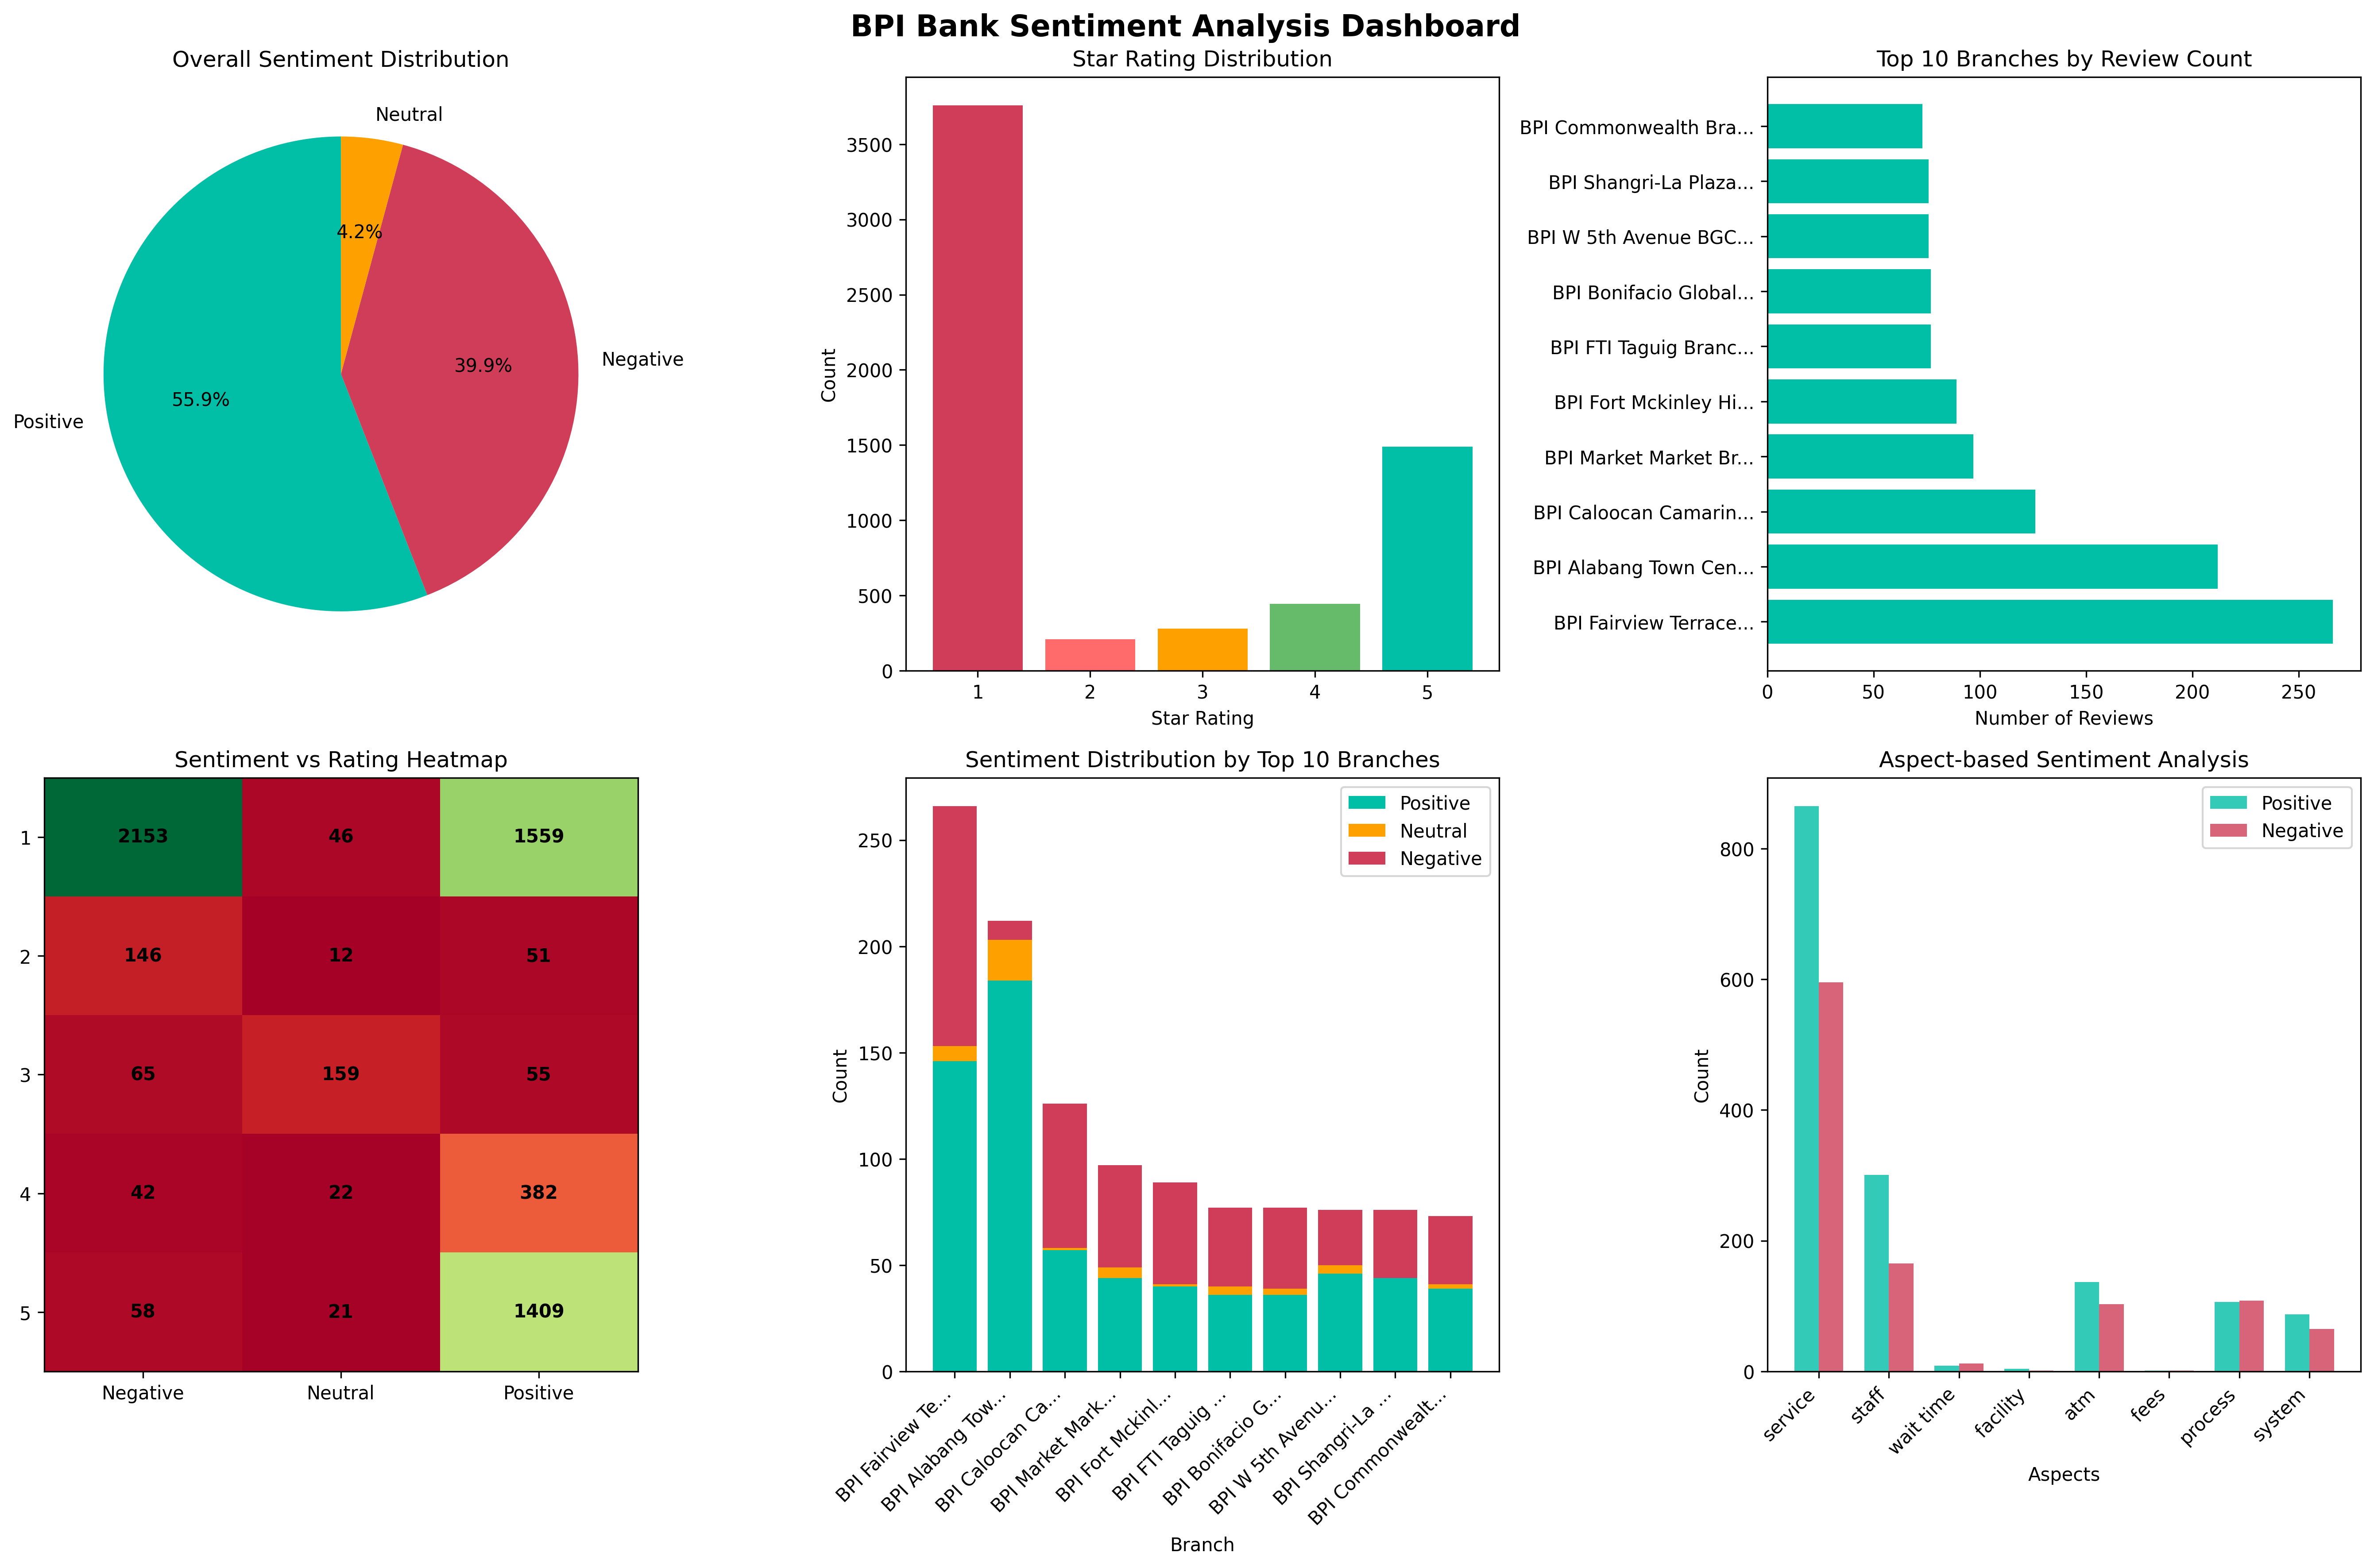 BPI Bank Sentiment Analysis Dashboard
Overall Sentiment Distribution
Neutral
4.2%
39.9%
Negative
55.9%
Positive
Star Rating Distribution
Count
3500
3000
2500
2000
1500
1000
500
0
1 2 3 4 5
Star Rating
Top 10 Branches by Review Count
BPI Commonwealth Bra...
BPI Shangri-La Plaza...
BPI W 5th Avenue BGC...
BPI Bonifacio Global...
BPI FTI Taguig Branc...
BPI Fort Mckinley Hi...
BPI Market Market Br...
BPI Caloocan Camarin...
BPI Alabang Town Cen...
BPI Fairview Terrace...
0 50 100 150 200 250
Number of Reviews
Sentiment vs Rating Heatmap
1 2153 46 1559
2 146 12 51
3 65 159 55
4 42 22 382
5 58 21 1409
Negative Neutral Positive
Sentiment Distribution by Top 10 Branches
Positive
Neutral
Negative
Count
250
200
150
100
50
0
BPI Fairview Te...
BPI Alabang Tow...
BPI Caloocan Ca...
BPI Market Mark...
BPI Fort Mckinl...
BPI FTI Taguig ...
BPI Bonifacio G...
BPI W 5th Avenu...
BPI Shangri-La ...
BPI Commonwealt...
Branch
Aspect-based Sentiment Analysis
Positive
Negative
Count
800
600
400
200
0
service
staff
wait time
facility
atm
fees
process
system
Aspects